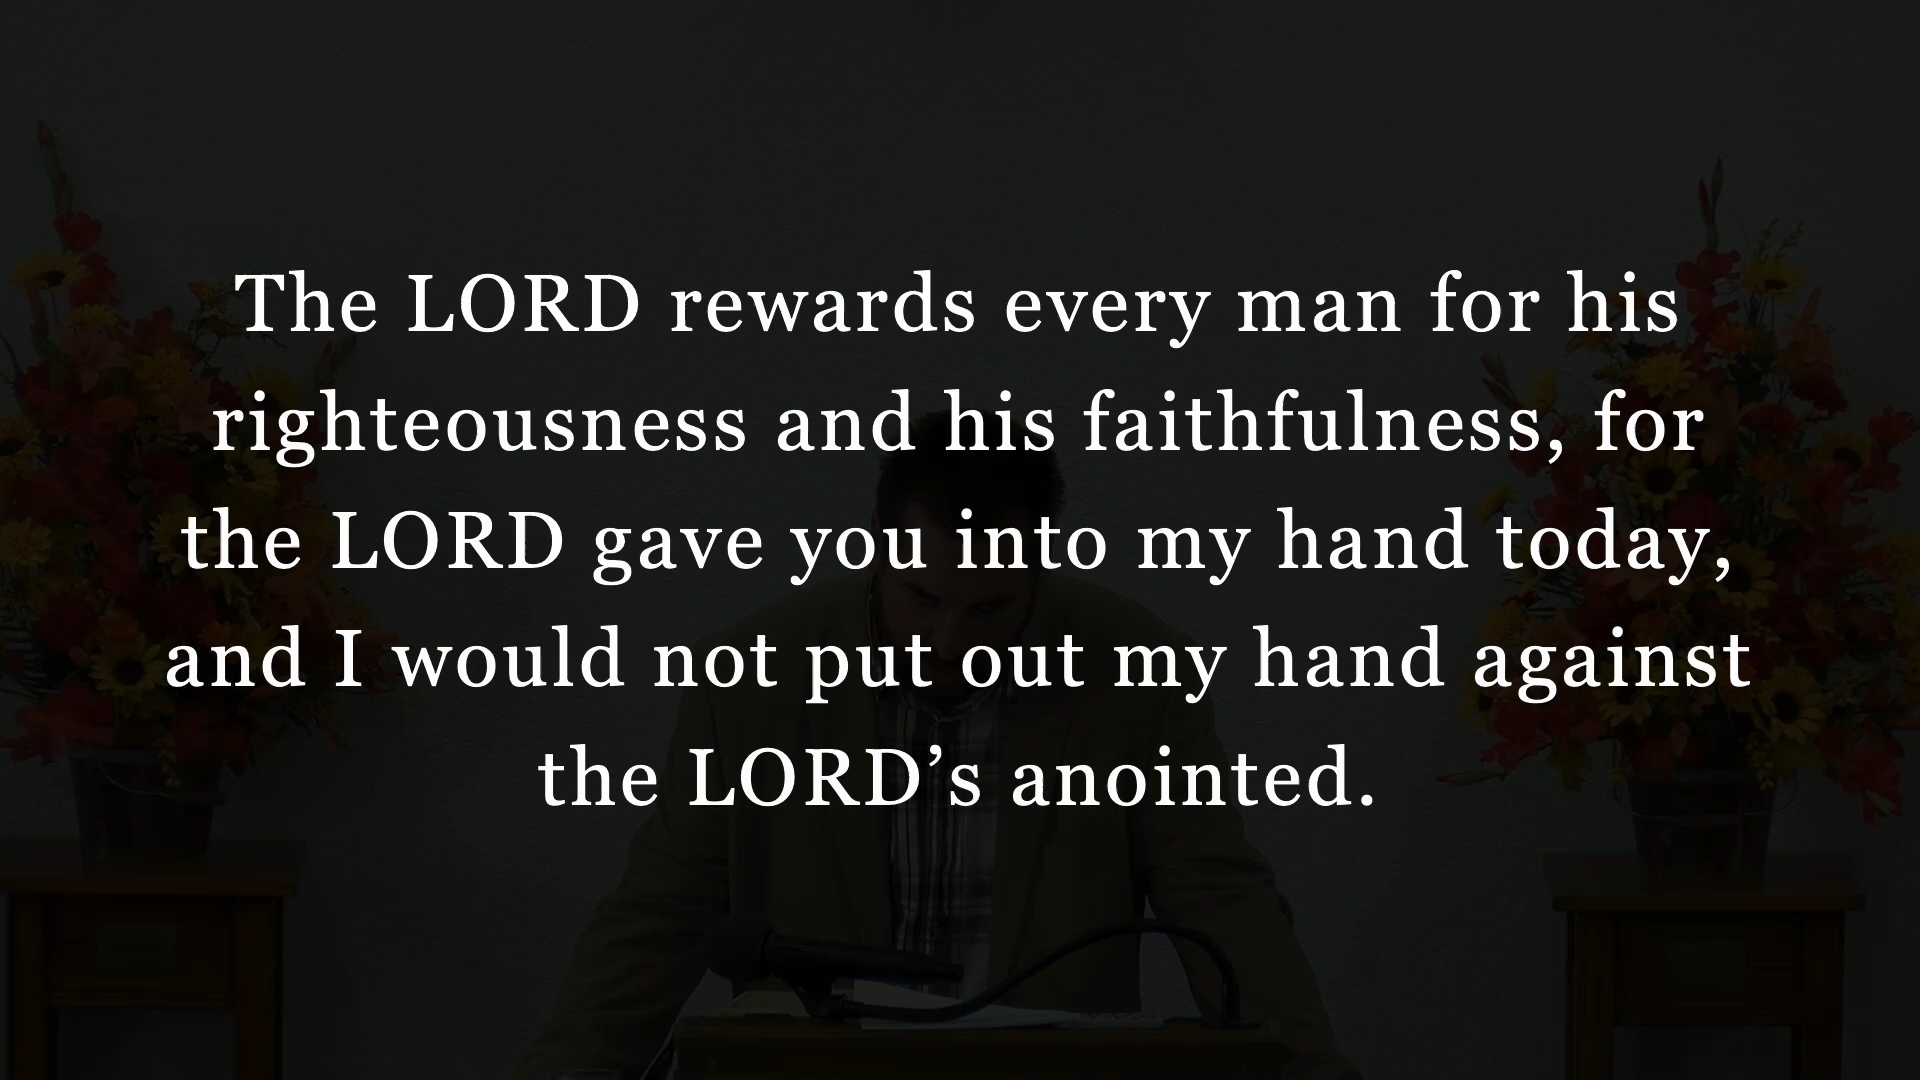 The LORD rewards every man for his
righteousness and his faithfulness, for
the LORD gave you into my hand today,
and I would not put out my hand against
the LORD’s anointed.